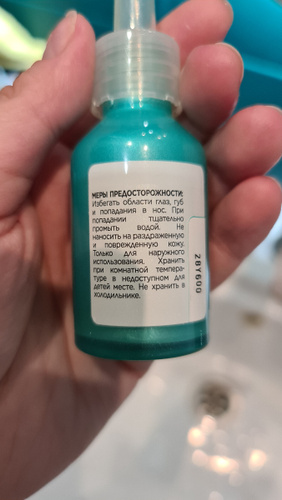 МЕРЫ ПРЕДОСТОРОЖНОСТИ:
Избегать области глаз, губ
и попадания в нос. При
попадании тщательно
промыть водой. Не
наносить на раздраженную
и поврежденную кожу.
Только для наружного
использования. Хранить
при комнатной темпера-
туре в недоступном для
детей месте. Не хранить в
холодильнике.
28Y600